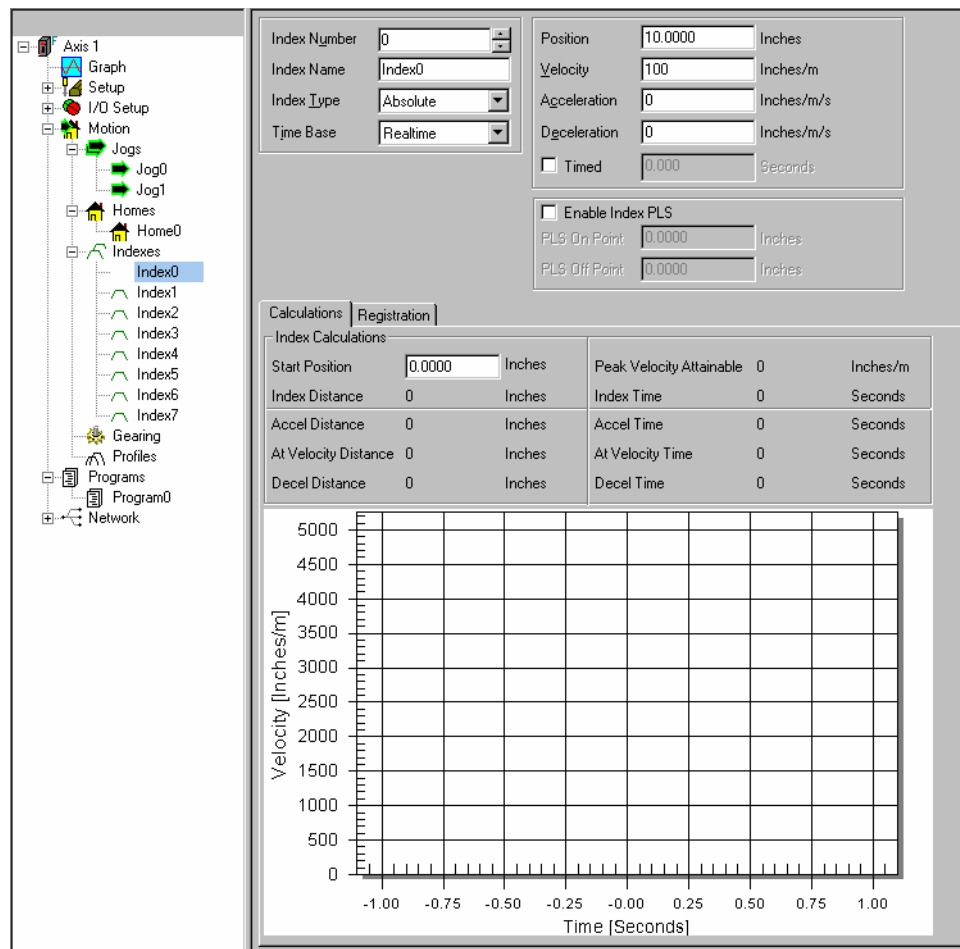 Axis 1
Graph
Setup
I/O Setup
Motion
Jogs
Jog0
Jog1
Homes
Home0
Indexes
Index0
Index1
Index2
Index3
Index4
Index5
Index6
Index7
Gearing
Profiles
Programs
Program0
Network
Index Number 0
Index Name Index0
Index Type Absolute
Time Base Realtime
Position 10.0000 Inches
Velocity 100 Inches/m
Acceleration 0 Inches/m/s
Deceleration 0 Inches/m/s
Timed 0.000 Seconds
Enable Index PLS
PLS On Point 0.0000 Inches
PLS Off Point 0.0000 Inches
Calculations Registration
Index Calculations
Start Position 0.0000 Inches Peak Velocity Attainable 0 Inches/m
Index Distance 0 Inches Index Time 0 Seconds
Accel Distance 0 Inches Accel Time 0 Seconds
At Velocity Distance 0 Inches At Velocity Time 0 Seconds
Decel Distance 0 Inches Decel Time 0 Seconds
Velocity [Inches/m]
5000
4500
4000
3500
3000
2500
2000
1500
1000
500
0
-1.00 -0.75 -0.50 -0.25 -0.00 0.25 0.50 0.75 1.00
Time [Seconds]